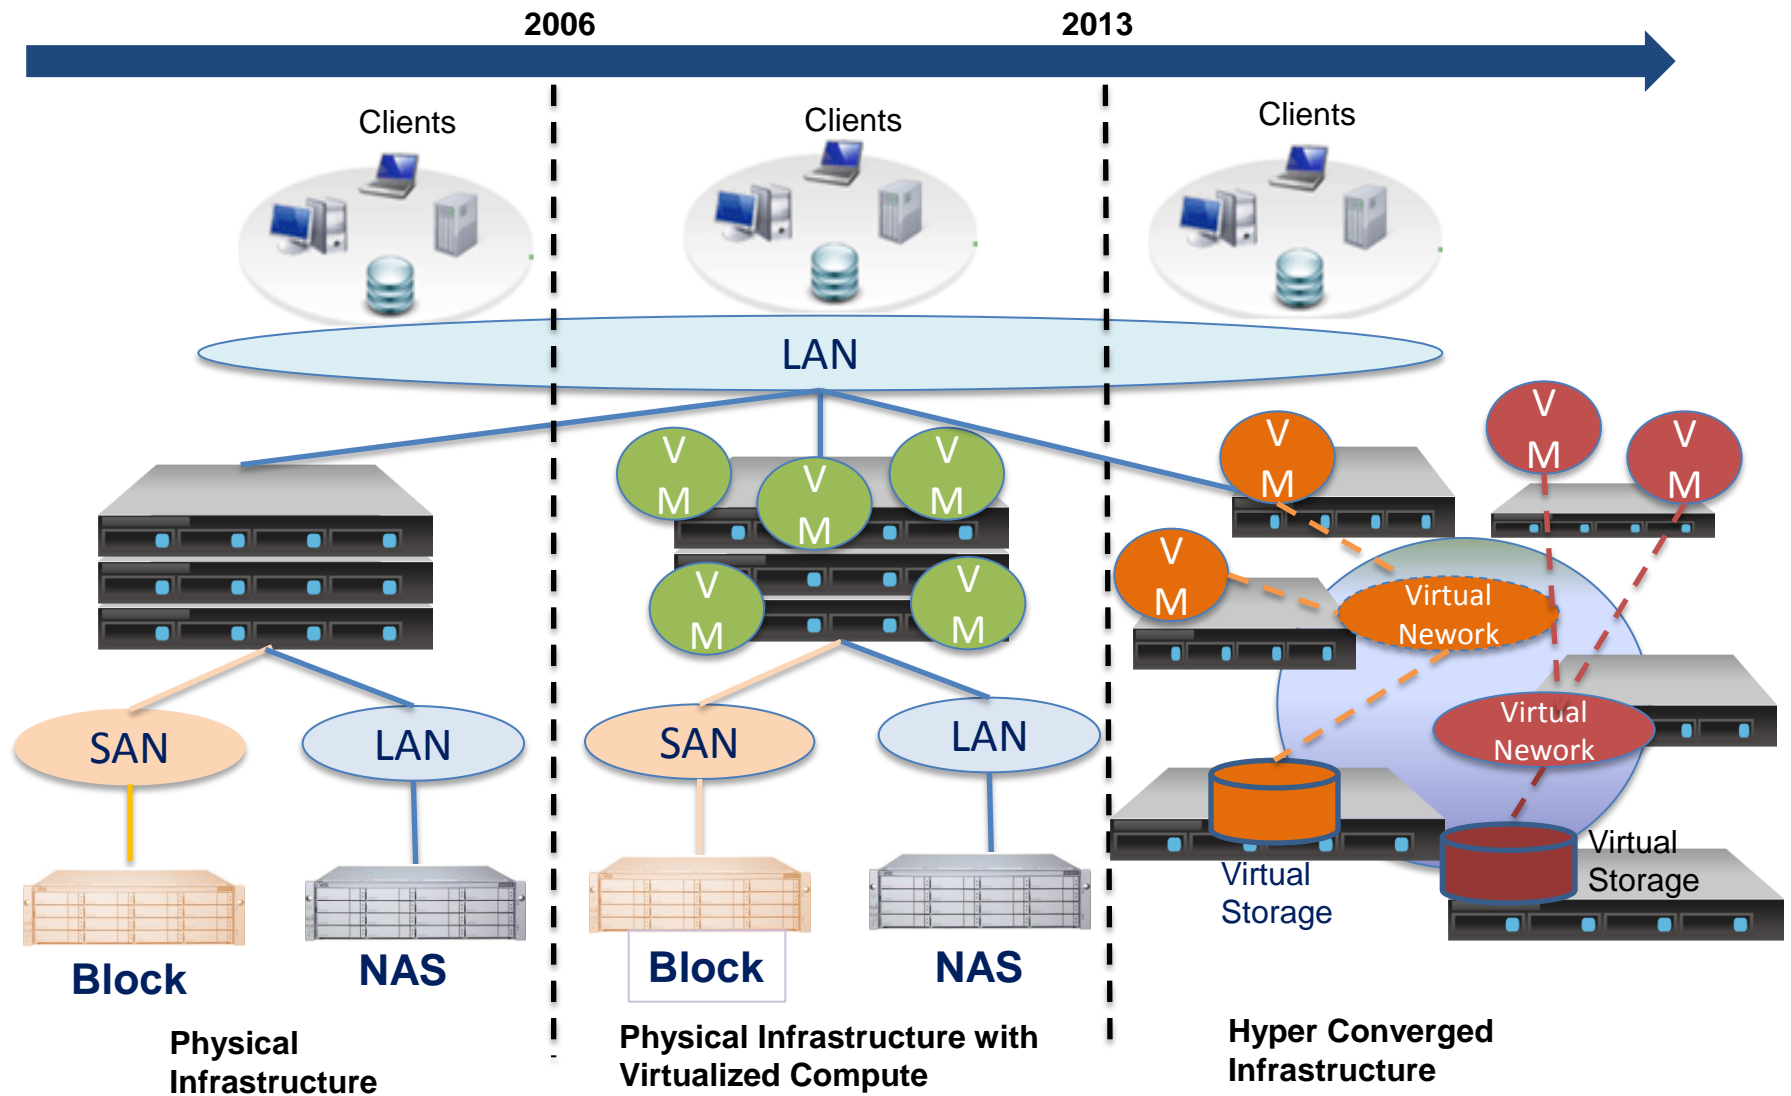 2006
2013
Clients
Clients
Clients
LAN
V
M
V
M
V
M
V
M
V
M
V
M
V
M
V
M
V
M
Virtual
Nework
Virtual
Nework
SAN
LAN
SAN
LAN
Virtual
Storage
Virtual
Storage
Block
NAS
Block
NAS
Physical
Infrastructure
Physical Infrastructure with
Virtualized Compute
Hyper Converged
Infrastructure